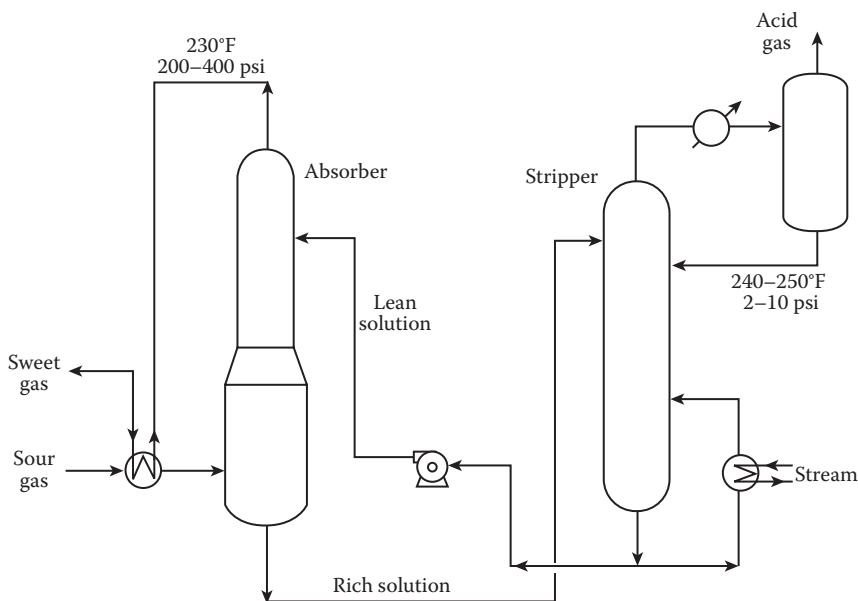 230°F
200–400 psi
Acid
gas
Absorber
Stripper
240–250°F
2–10 psi
Lean
solution
Sweet
gas
Sour
gas
Stream
Rich solution